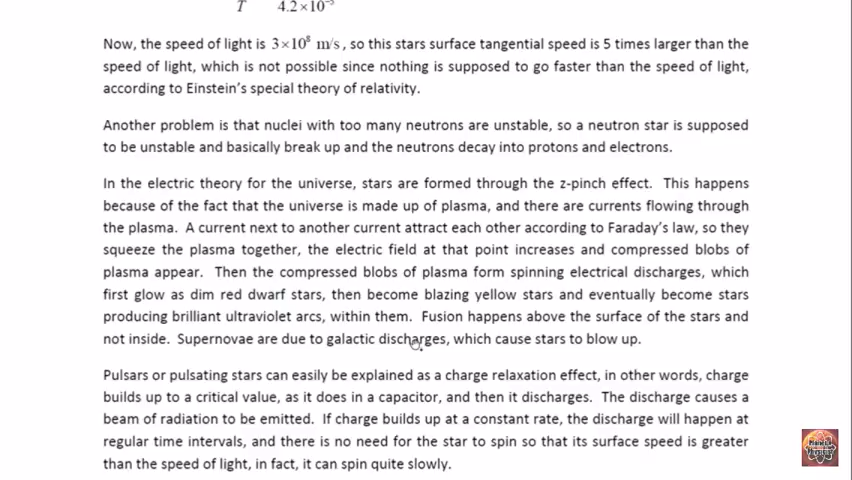 T 4.2×10⁻⁵
Now, the speed of light is 3×10⁸ m/s, so this stars surface tangential speed is 5 times larger than the
speed of light, which is not possible since nothing is supposed to go faster than the speed of light,
according to Einstein's special theory of relativity.
Another problem is that nuclei with too many neutrons are unstable, so a neutron star is supposed
to be unstable and basically break up and the neutrons decay into protons and electrons.
In the electric theory for the universe, stars are formed through the z-pinch effect. This happens
because of the fact that the universe is made up of plasma, and there are currents flowing through
the plasma. A current next to another current attract each other according to Faraday's law, so they
squeeze the plasma together, the electric field at that point increases and compressed blobs of
plasma appear. Then the compressed blobs of plasma form spinning electrical discharges, which
first glow as dim red dwarf stars, then become blazing yellow stars and eventually become stars
producing brilliant ultraviolet arcs, within them. Fusion happens above the surface of the stars and
not inside. Supernovae are due to galactic discharges, which cause stars to blow up.
Pulsars or pulsating stars can easily be explained as a charge relaxation effect, in other words, charge
builds up to a critical value, as it does in a capacitor, and then it discharges. The discharge causes a
beam of radiation to be emitted. If charge builds up at a constant rate, the discharge will happen at
regular time intervals, and there is no need for the star to spin so that its surface speed is greater
than the speed of light, in fact, it can spin quite slowly.